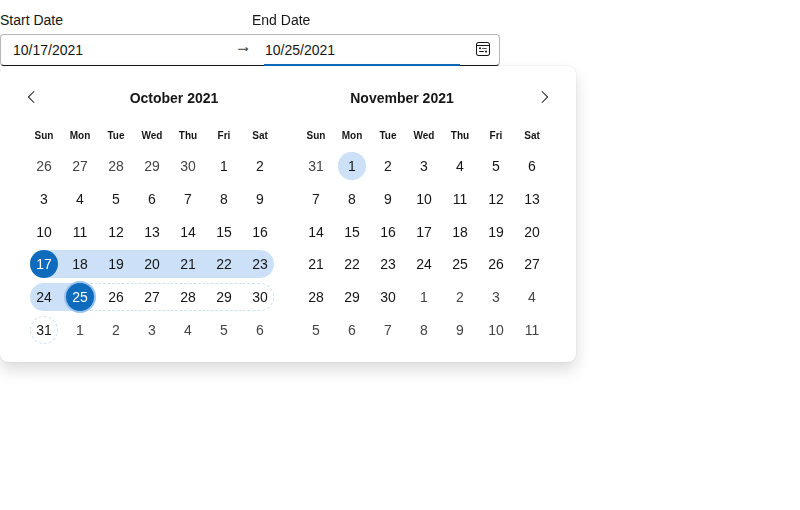 Start Date End Date
10/17/2021 → 10/25/2021
October 2021 November 2021
Sun Mon Tue Wed Thu Fri Sat Sun Mon Tue Wed Thu Fri Sat
26 27 28 29 30 1 2 31 1 2 3 4 5 6
3 4 5 6 7 8 9 7 8 9 10 11 12 13
10 11 12 13 14 15 16 14 15 16 17 18 19 20
17 18 19 20 21 22 23 21 22 23 24 25 26 27
24 25 26 27 28 29 30 28 29 30 1 2 3 4
31 1 2 3 4 5 6 5 6 7 8 9 10 11